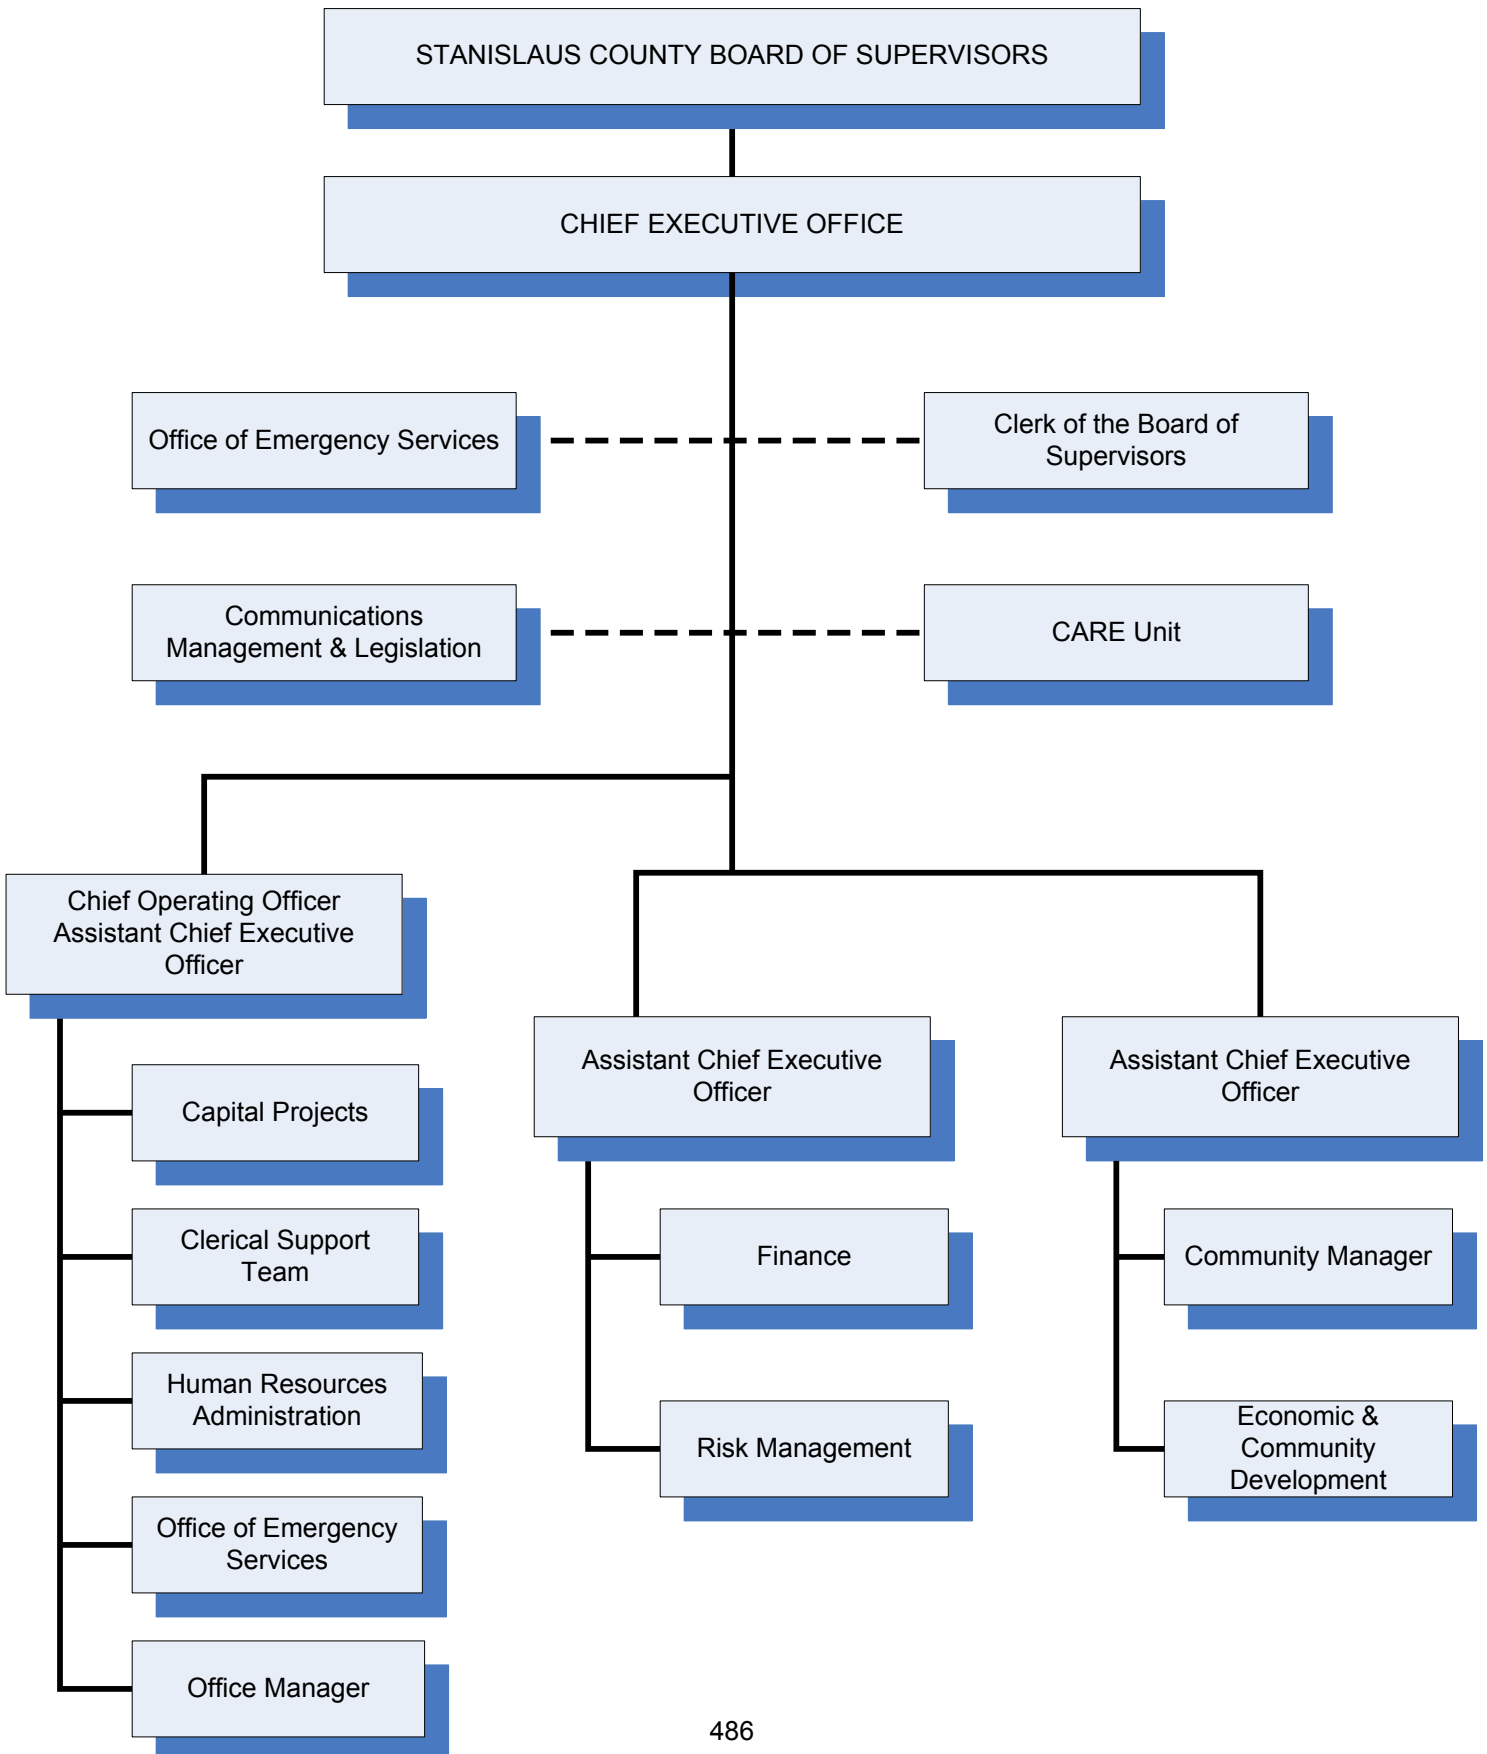 STANISLAUS COUNTY BOARD OF SUPERVISORS
CHIEF EXECUTIVE OFFICE
Office of Emergency Services
Clerk of the Board of
Supervisors
Communications
Management & Legislation
CARE Unit
Chief Operating Officer
Assistant Chief Executive
Officer
Capital Projects
Clerical Support
Team
Human Resources
Administration
Office of Emergency
Services
Office Manager
Assistant Chief Executive
Officer
Finance
Risk Management
Assistant Chief Executive
Officer
Community Manager
Economic &
Community
Development
486